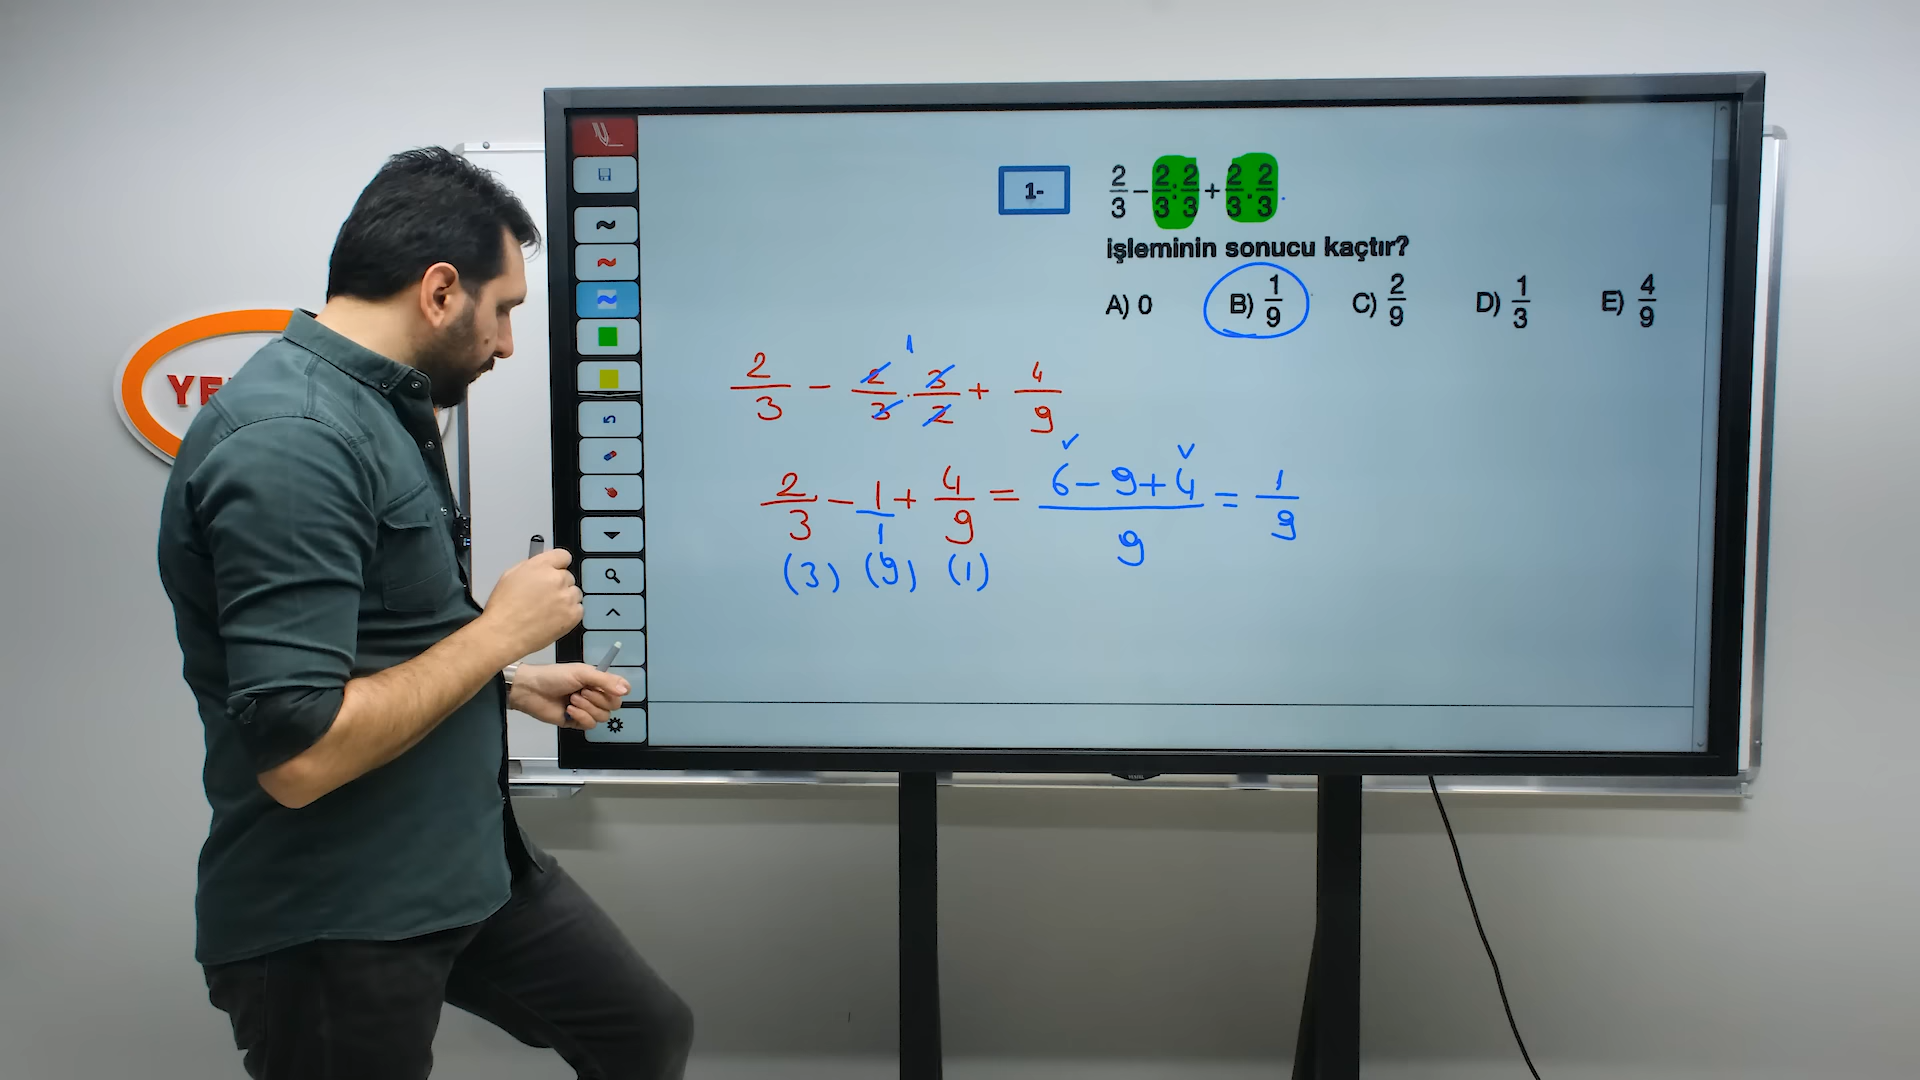 1-
2/3 - 2/3 : 2/3 + 2/3 . 2/3
işleminin sonucu kaçtır?
A) 0 B) 1/9 C) 2/9 D) 1/3 E) 4/9
1
2/3 - 2/3 . 3/2 + 4/9
2/3 - 1/1 + 4/9 = 6-9+4/9 = 1/9
(3) (9) (1)
YE